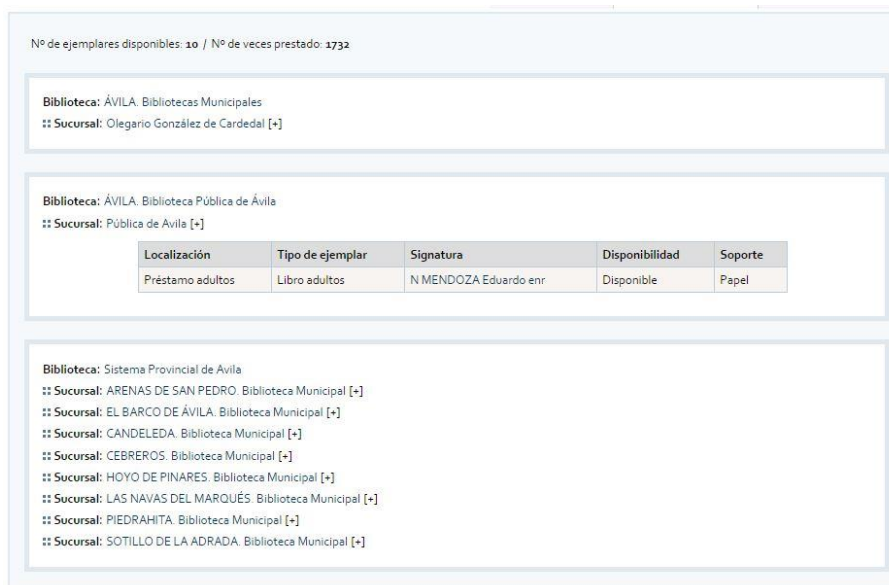 Nº de ejemplares disponibles: 10 / Nº de veces prestado: 1732
Biblioteca: ÁVILA. Bibliotecas Municipales
Sucursal: Olegario González de Cardedal [+]
Biblioteca: ÁVILA. Biblioteca Pública de Ávila
Sucursal: Pública de Avila [+]
Localización Tipo de ejemplar Signatura Disponibilidad Soporte
Préstamo adultos Libro adultos N MENDOZA Eduardo enr Disponible Papel
Biblioteca: Sistema Provincial de Avila
Sucursal: ARENAS DE SAN PEDRO. Biblioteca Municipal [+]
Sucursal: EL BARCO DE ÁVILA. Biblioteca Municipal [+]
Sucursal: CANDELEDA. Biblioteca Municipal [+]
Sucursal: CEBREROS. Biblioteca Municipal [+]
Sucursal: HOYO DE PINARES. Biblioteca Municipal [+]
Sucursal: LAS NAVAS DEL MARQUÉS. Biblioteca Municipal [+]
Sucursal: PIEDRAHITA. Biblioteca Municipal [+]
Sucursal: SOTILLO DE LA ADRADA. Biblioteca Municipal [+]